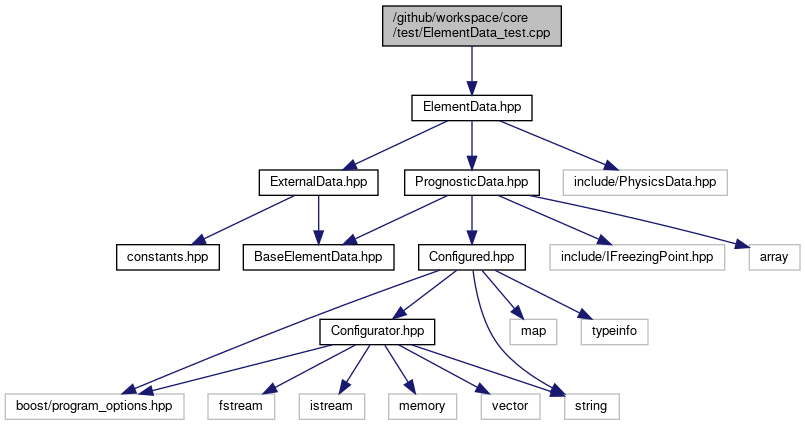 /github/workspace/core
/test/ElementData_test.cpp
ElementData.hpp
ExternalData.hpp
PrognosticData.hpp
include/PhysicsData.hpp
constants.hpp
BaseElementData.hpp
Configured.hpp
include/IFreezingPoint.hpp
array
Configurator.hpp
map
typeinfo
boost/program_options.hpp
fstream
istream
memory
vector
string